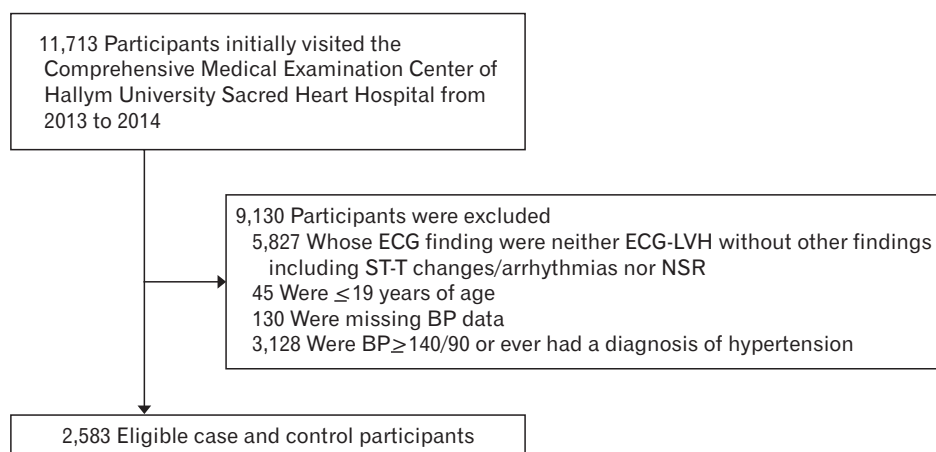 11,713 Participants initially visited the
Comprehensive Medical Examination Center of
Hallym University Sacred Heart Hospital from
2013 to 2014
9,130 Participants were excluded
5,827 Whose ECG finding were neither ECG-LVH without other findings
including ST-T changes/arrhythmias nor NSR
45 Were ≤19 years of age
130 Were missing BP data
3,128 Were BP≥140/90 or ever had a diagnosis of hypertension
2,583 Eligible case and control participants